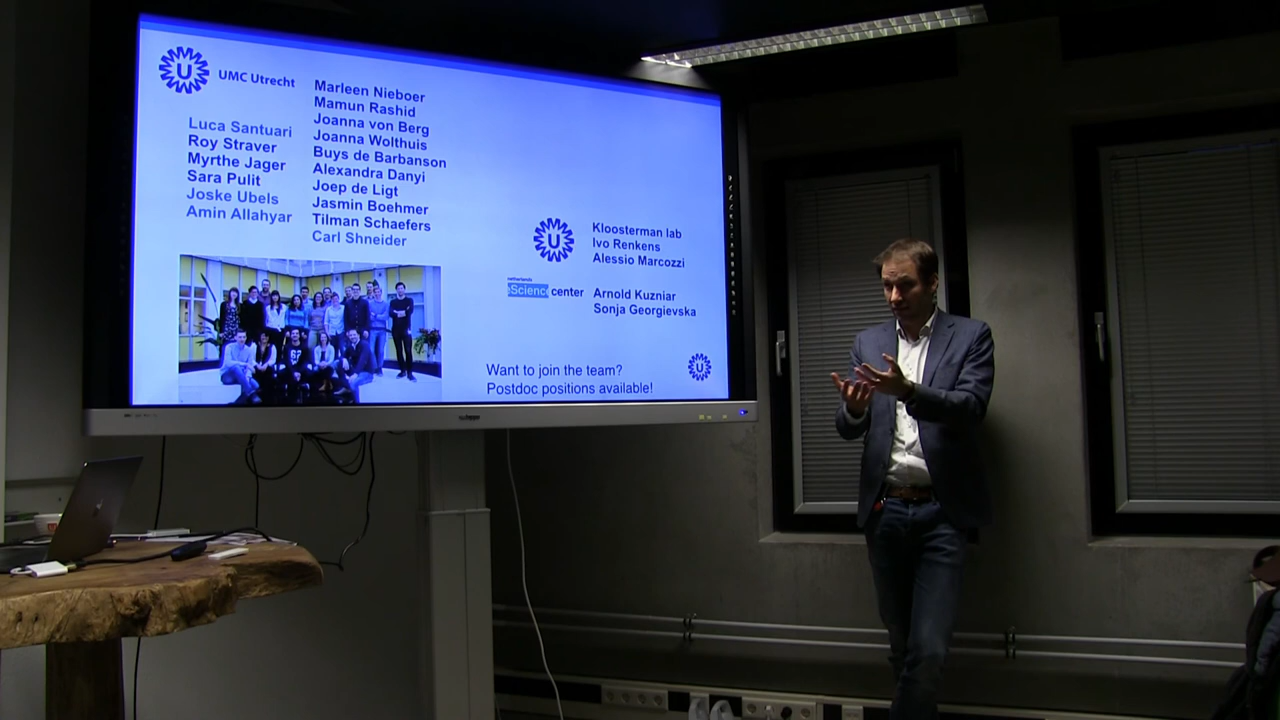 UMC Utrecht
Luca Santuari
Roy Straver
Myrthe Jager
Sara Pulit
Joske Ubels
Amin Allahyar
Marleen Nieboer
Mamun Rashid
Joanna von Berg
Joanna Wolthuis
Buys de Barbanson
Alexandra Danyi
Joep de Ligt
Jasmin Boehmer
Tilman Schaefers
Carl Shneider
U
Kloosterman lab
Ivo Renkens
Alessio Marcozzi
netherlands
eScience center
Arnold Kuzniar
Sonja Georgievska
Want to join the team?
Postdoc positions available!
U